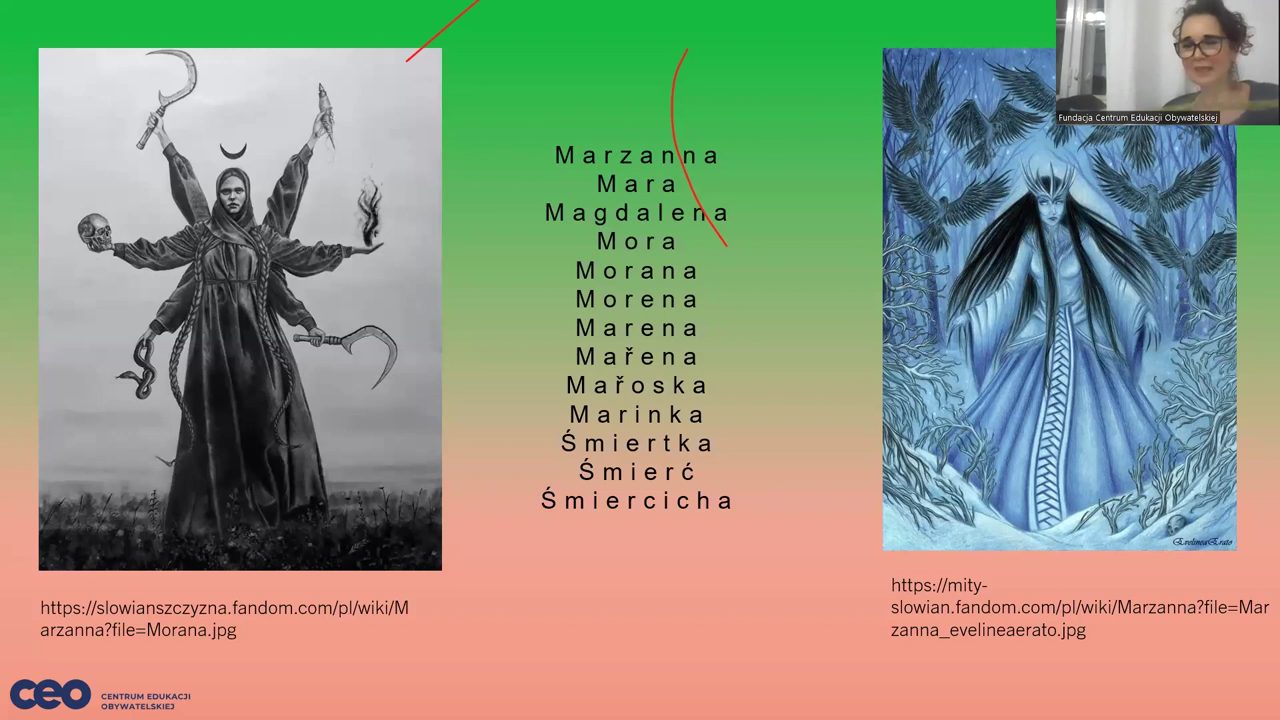 Fundacja Centrum Edukacji Obywatelskiej
Marzanna
Mara
Magdalena
Mora
Morana
Morena
Marena
Mařena
Mařoska
Marinka
Śmiertka
Śmierć
Śmiercicha
EvelineaErato
https://slowianszczyzna.fandom.com/pl/wiki/M
arzanna?file=Morana.jpg
https://mity-
slowian.fandom.com/pl/wiki/Marzanna?file=Mar
zanna_evelineaerato.jpg
ceo
CENTRUM EDUKACJI
OBYWATELSKIEJ